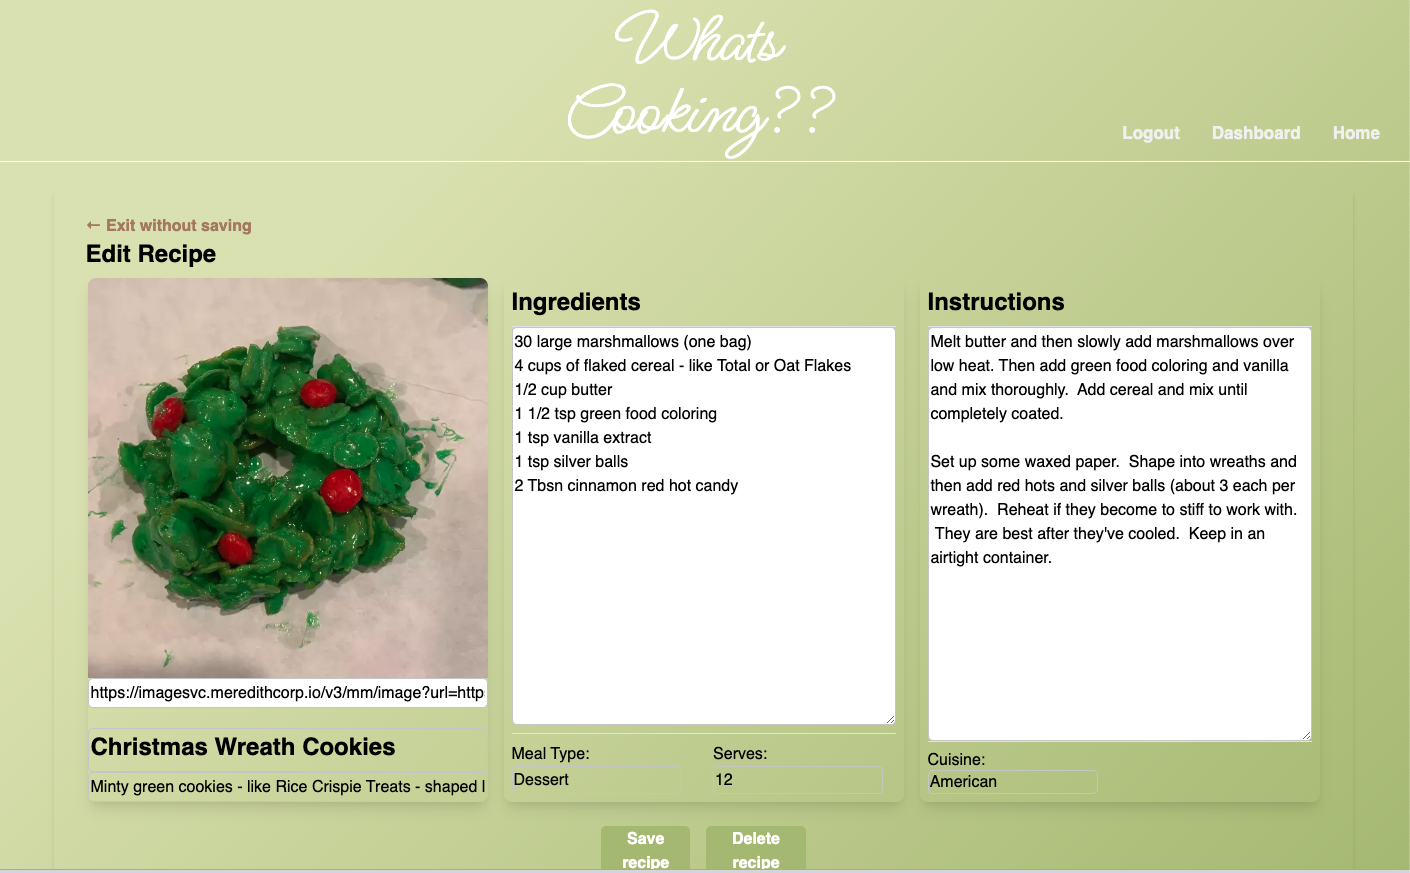 Whats
Cooking??
Logout Dashboard Home
← Exit without saving
Edit Recipe
https://imagesvc.meredithcorp.io/v3/mm/image?url=http
Christmas Wreath Cookies
Minty green cookies - like Rice Crispie Treats - shaped
Ingredients
30 large marshmallows (one bag)
4 cups of flaked cereal - like Total or Oat Flakes
1/2 cup butter
1 1/2 tsp green food coloring
1 tsp vanilla extract
1 tsp silver balls
2 Tbsn cinnamon red hot candy
Meal Type: Serves:
Dessert 12
Instructions
Melt butter and then slowly add marshmallows over
low heat. Then add green food coloring and vanilla
and mix thoroughly.  Add cereal and mix until
completely coated.
Set up some waxed paper.  Shape into wreaths and
then add red hots and silver balls (about 3 each per
wreath).  Reheat if they become to stiff to work with.
They are best after they've cooled.  Keep in an
airtight container.
Cuisine:
American
Save
recipe
Delete
recipe